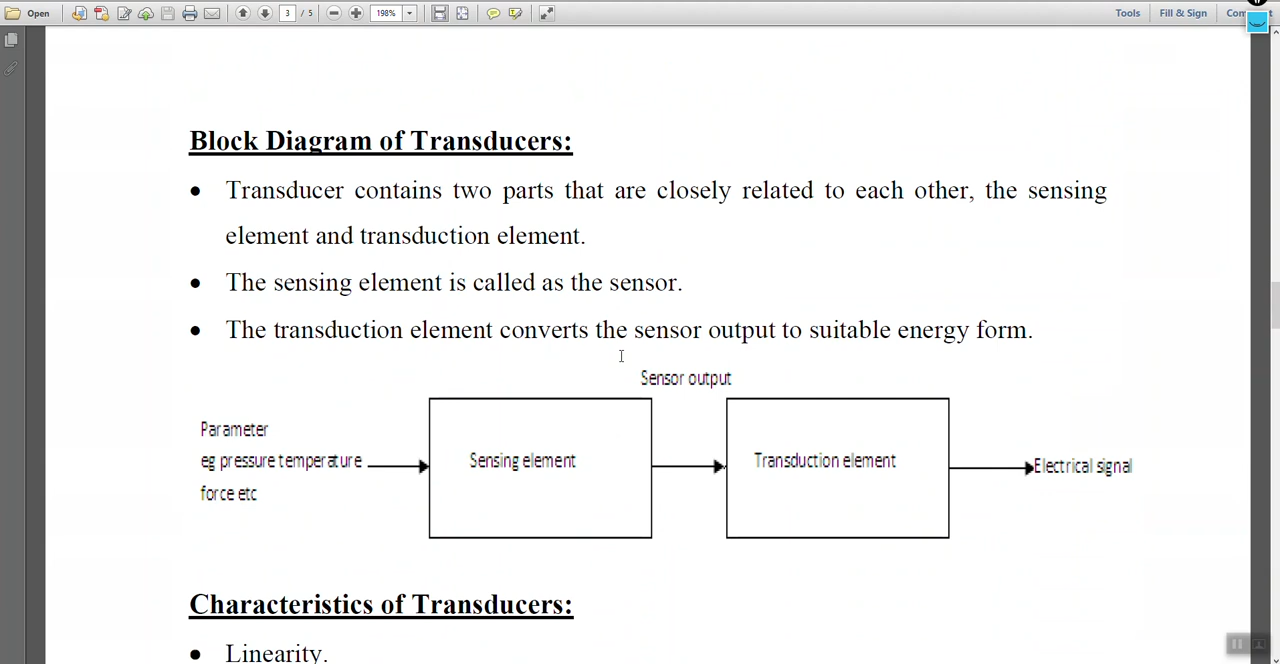 Open 3 / 5 198% Tools Fill & Sign
Block Diagram of Transducers:
• Transducer contains two parts that are closely related to each other, the sensing
element and transduction element.
• The sensing element is called as the sensor.
• The transduction element converts the sensor output to suitable energy form.
Sensor output
Parameter
eg pressure temperature
force etc
Sensing element
Transduction element
Electrical signal
Characteristics of Transducers:
• Linearity.